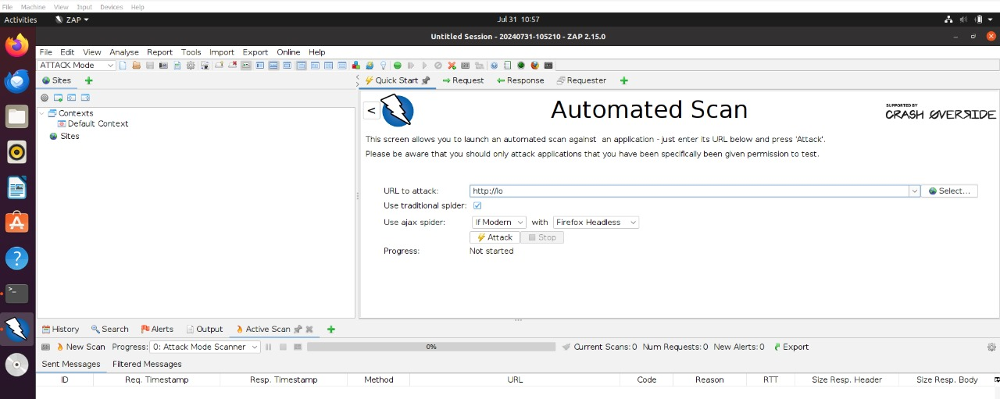 File Machine View Input Devices Help
Activities ZAP Jul 31 10:57
Untitled Session - 20240731-105210 - ZAP 2.15.0
File Edit View Analyse Report Tools Import Export Online Help
ATTACK Mode
Sites
Quick Start Request Response Requester
Contexts
Default Context
Sites
< Automated Scan
SUPPORTED BY
CRASH ØVERRIDE
This screen allows you to launch an automated scan against an application - just enter its URL below and press 'Attack'.
Please be aware that you should only attack applications that you have been specifically been given permission to test.
URL to attack: http://lo Select...
Use traditional spider:
Use ajax spider: If Modern with Firefox Headless
Attack Stop
Progress: Not started
History Search Alerts Output Active Scan
New Scan Progress: 0: Attack Mode Scanner 0% Current Scans: 0 Num Requests: 0 New Alerts: 0 Export
Sent Messages Filtered Messages
ID Req. Timestamp Resp. Timestamp Method URL Code Reason RTT Size Resp. Header Size Resp. Body